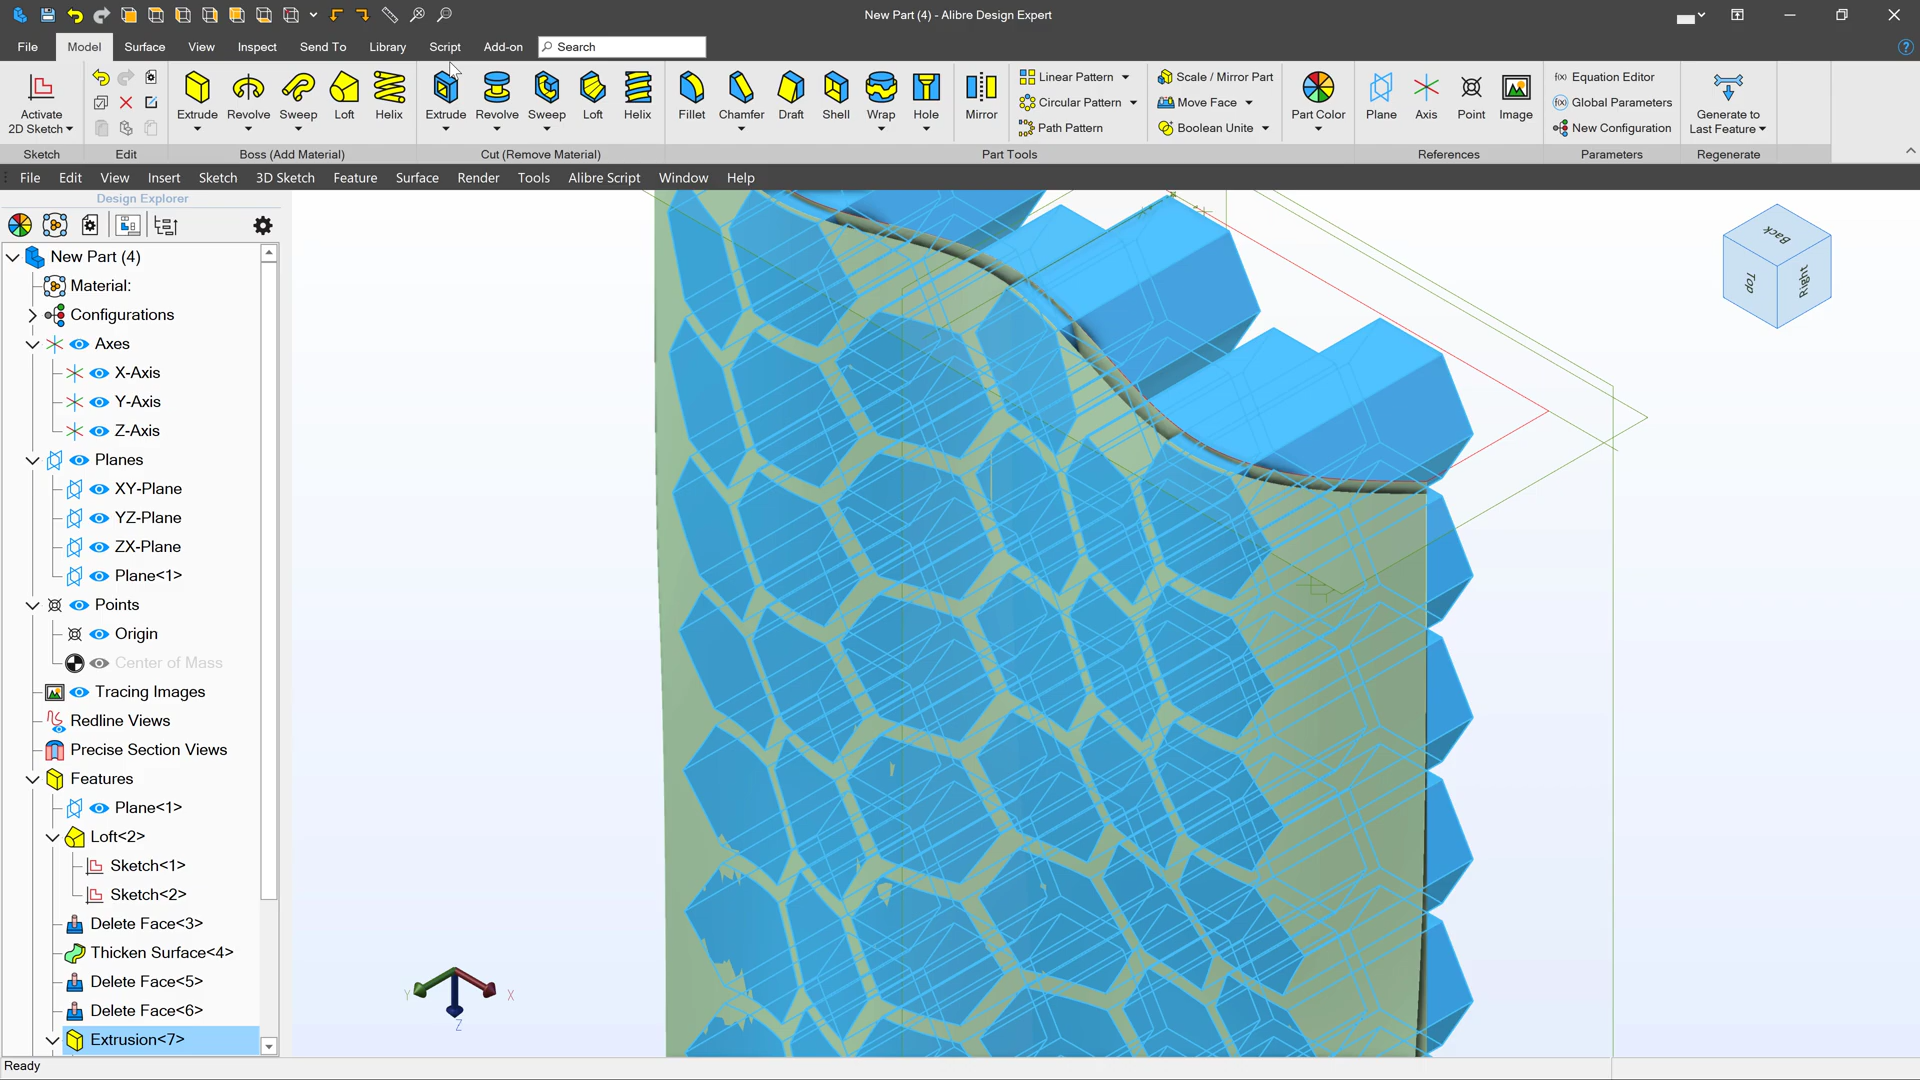 New Part (4) - Alibre Design Expert
File Model Surface View Inspect Send To Library Script Add-on Search
Activate
2D Sketch
Extrude Revolve Sweep Loft Helix
Extrude Revolve Sweep Loft Helix
Fillet Chamfer Draft Shell Wrap Hole Mirror
Linear Pattern
Circular Pattern
Path Pattern
Scale / Mirror Part
Move Face
Boolean Unite
Part Color
Plane Axis Point Image
f(x) Equation Editor
f(x) Global Parameters
New Configuration
Generate to
Last Feature
Sketch Edit Boss (Add Material) Cut (Remove Material) Part Tools References Parameters Regenerate
File Edit View Insert Sketch 3D Sketch Feature Surface Render Tools Alibre Script Window Help
Design Explorer
New Part (4)
Material:
Configurations
Axes
X-Axis
Y-Axis
Z-Axis
Planes
XY-Plane
YZ-Plane
ZX-Plane
Plane<1>
Points
Origin
Center of Mass
Tracing Images
Redline Views
Precise Section Views
Features
Plane<1>
Loft<2>
Sketch<1>
Sketch<2>
Delete Face<3>
Thicken Surface<4>
Delete Face<5>
Delete Face<6>
Extrusion<7>
Back
Top
Right
Y
X
Z
Ready